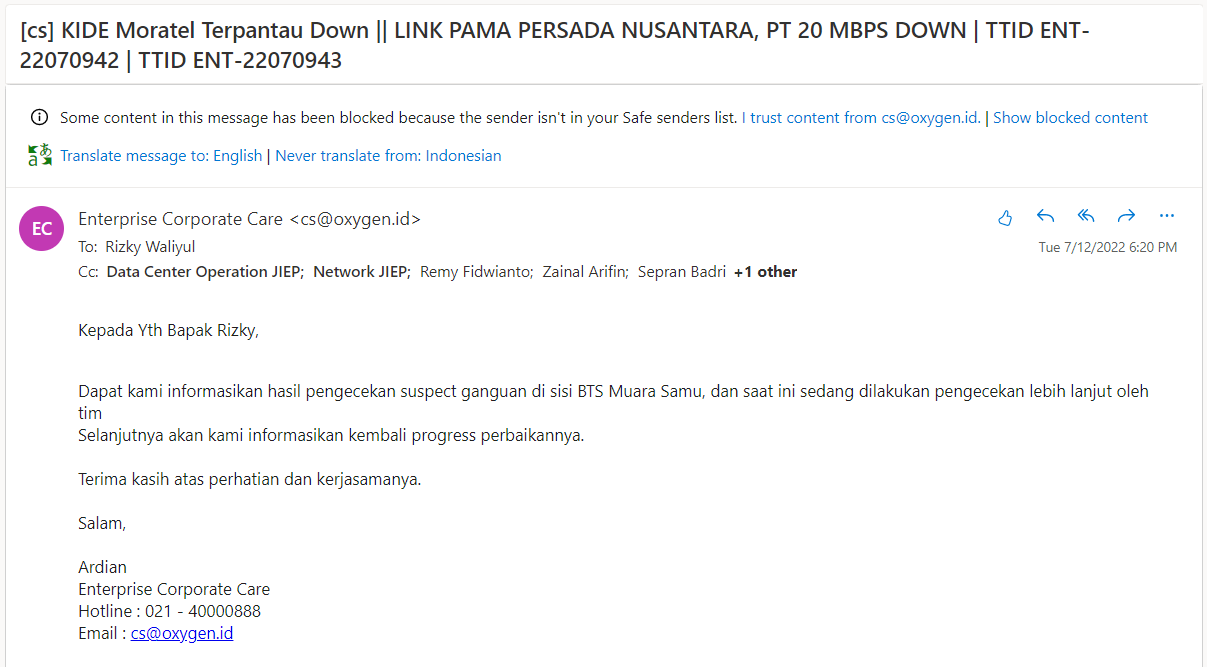 [cs] KIDE Moratel Terpantau Down || LINK PAMA PERSADA NUSANTARA, PT 20 MBPS DOWN | TTID ENT-
22070942 | TTID ENT-22070943
Some content in this message has been blocked because the sender isn't in your Safe senders list. I trust content from cs@oxygen.id. | Show blocked content
Translate message to: English | Never translate from: Indonesian
EC
Enterprise Corporate Care <cs@oxygen.id>
To: Rizky Waliyul
Tue 7/12/2022 6:20 PM
Cc: Data Center Operation JIEP; Network JIEP; Remy Fidwianto; Zainal Arifin; Sepran Badri +1 other
Kepada Yth Bapak Rizky,
Dapat kami informasikan hasil pengecekan suspect ganguan di sisi BTS Muara Samu, dan saat ini sedang dilakukan pengecekan lebih lanjut oleh
tim
Selanjutnya akan kami informasikan kembali progress perbaikannya.
Terima kasih atas perhatian dan kerjasamanya.
Salam,
Ardian
Enterprise Corporate Care
Hotline : 021 - 40000888
Email : cs@oxygen.id